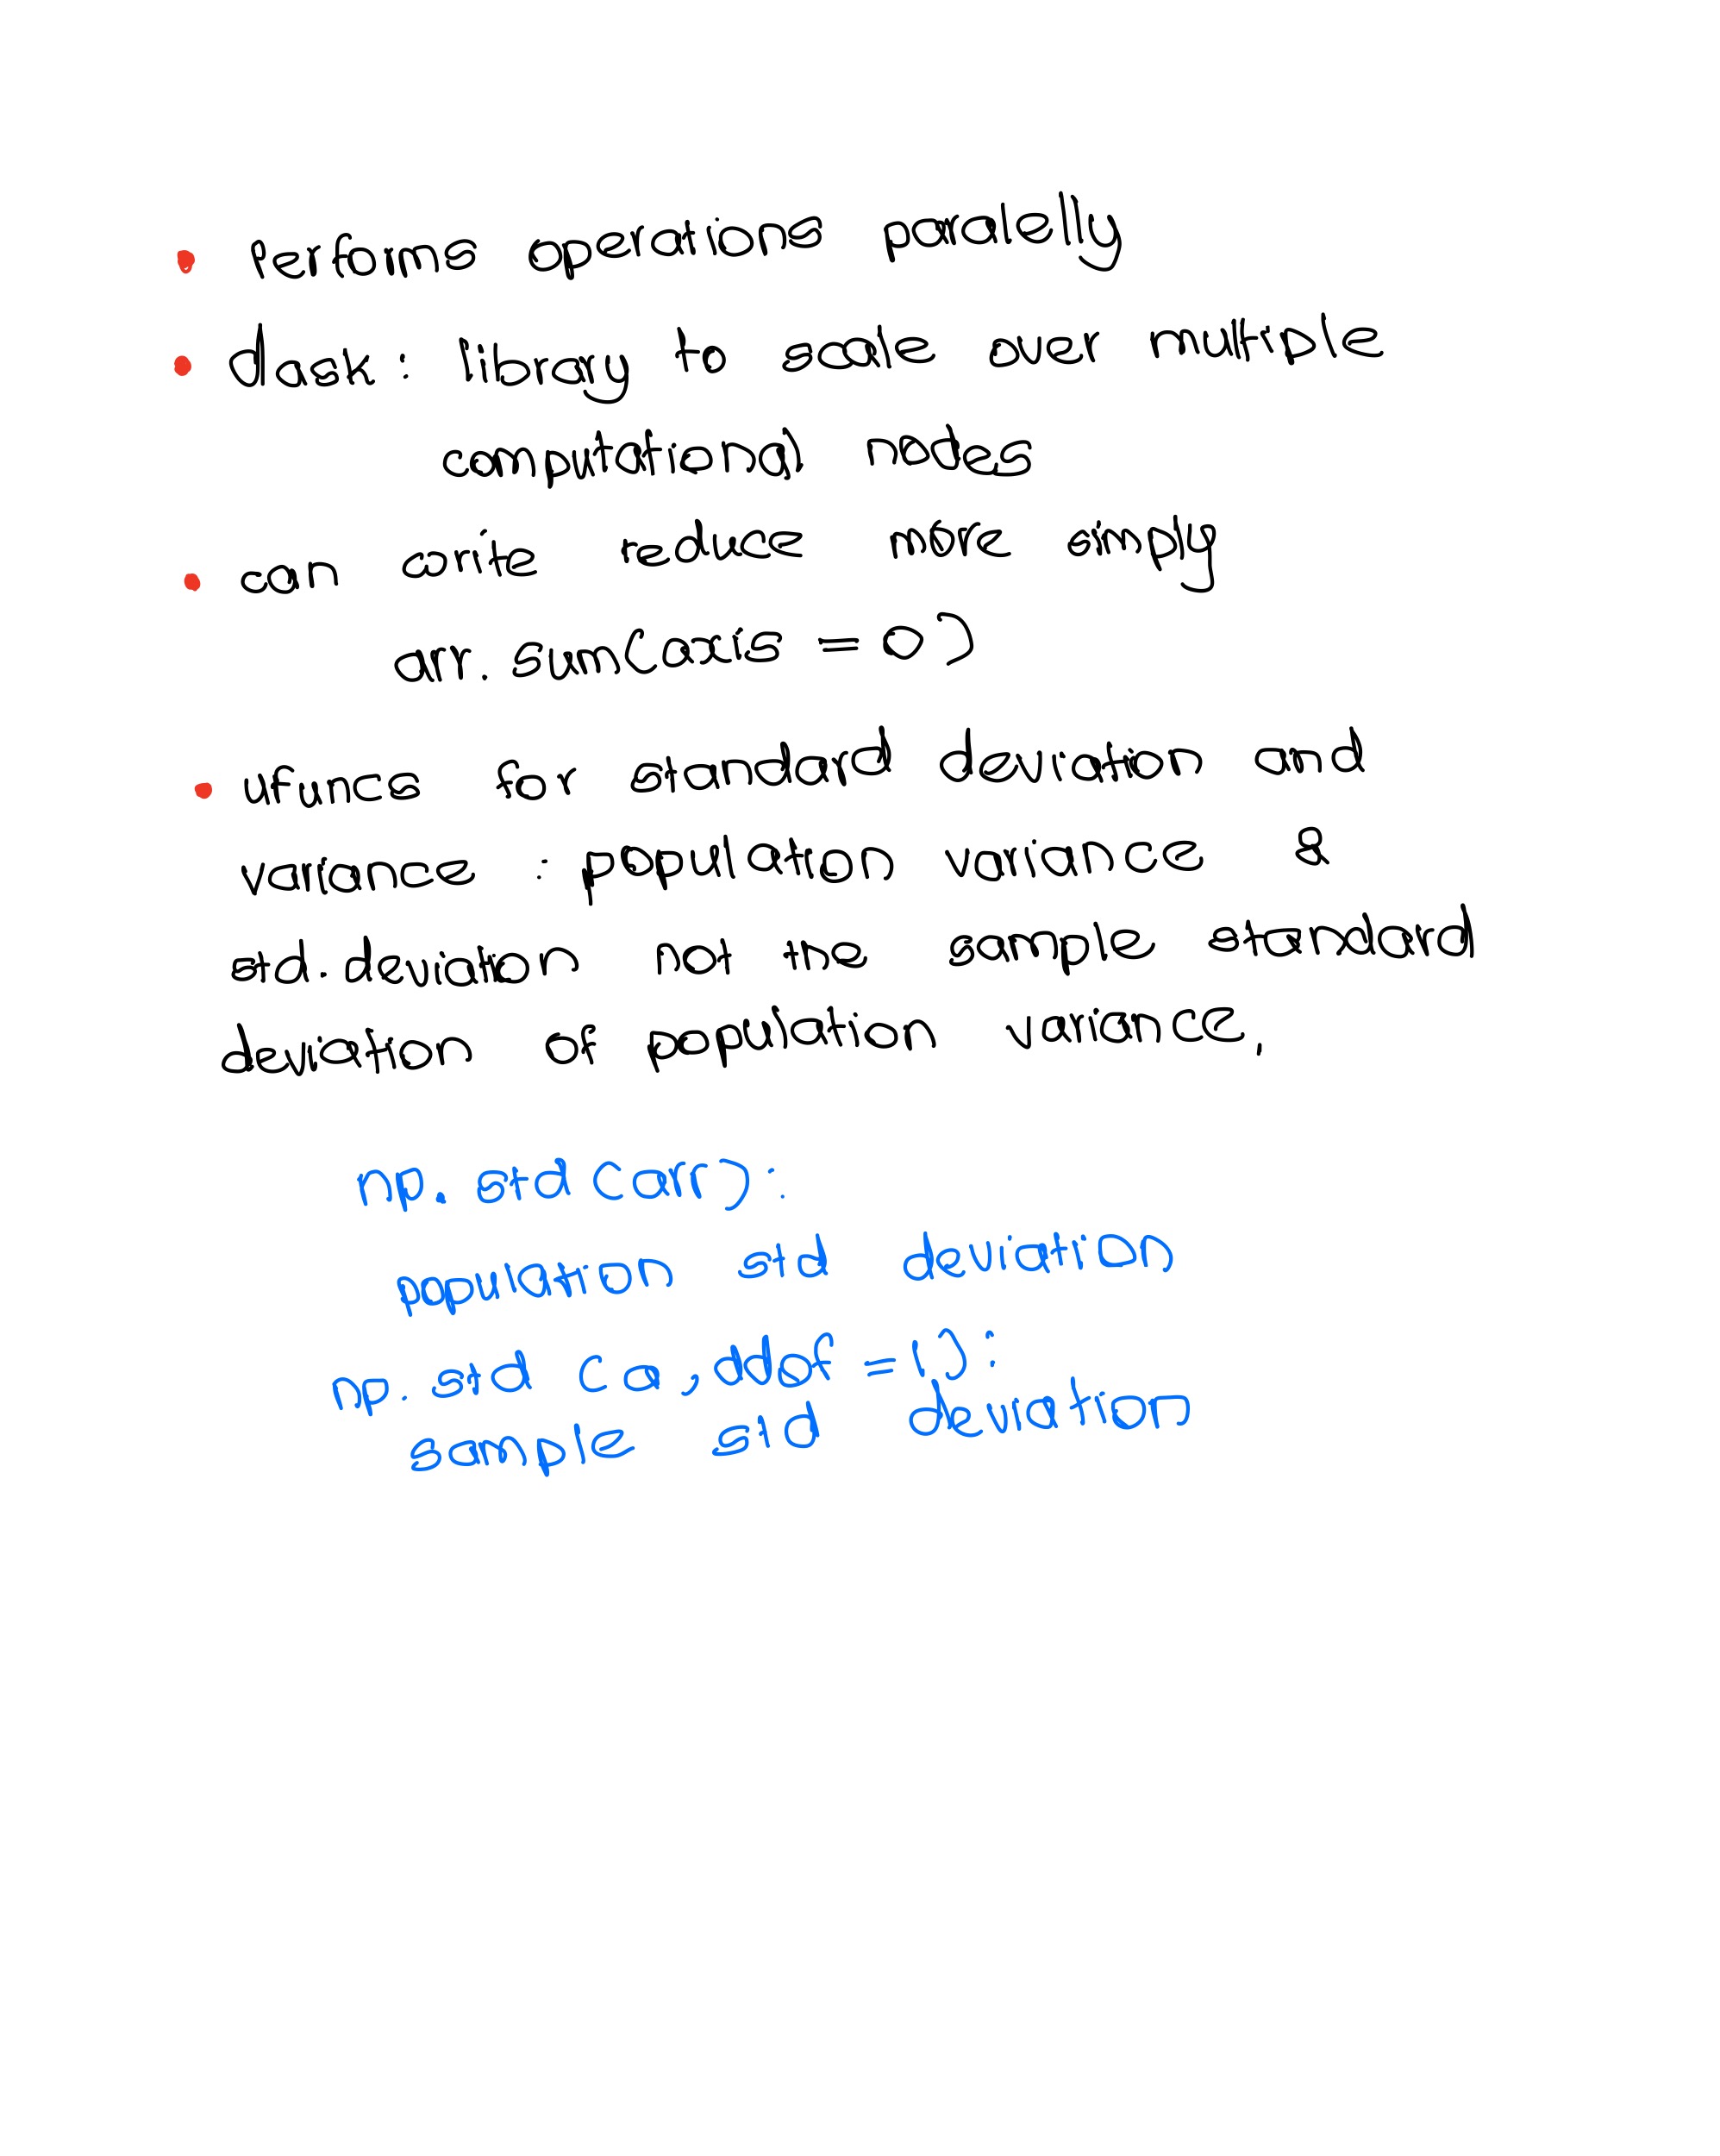 • Performs operations paralelly
• dask : library to scale over multiple
computational nodes
• can write reduce more simply
arr. sum(axis = 0)
• ufuncs for standard deviation and
variance : population variance &
std. deviation not the sample standard
deviation of population variance.
np. std (arr):
population std deviation
np. std (a, ddof = 1):
sample std deviation